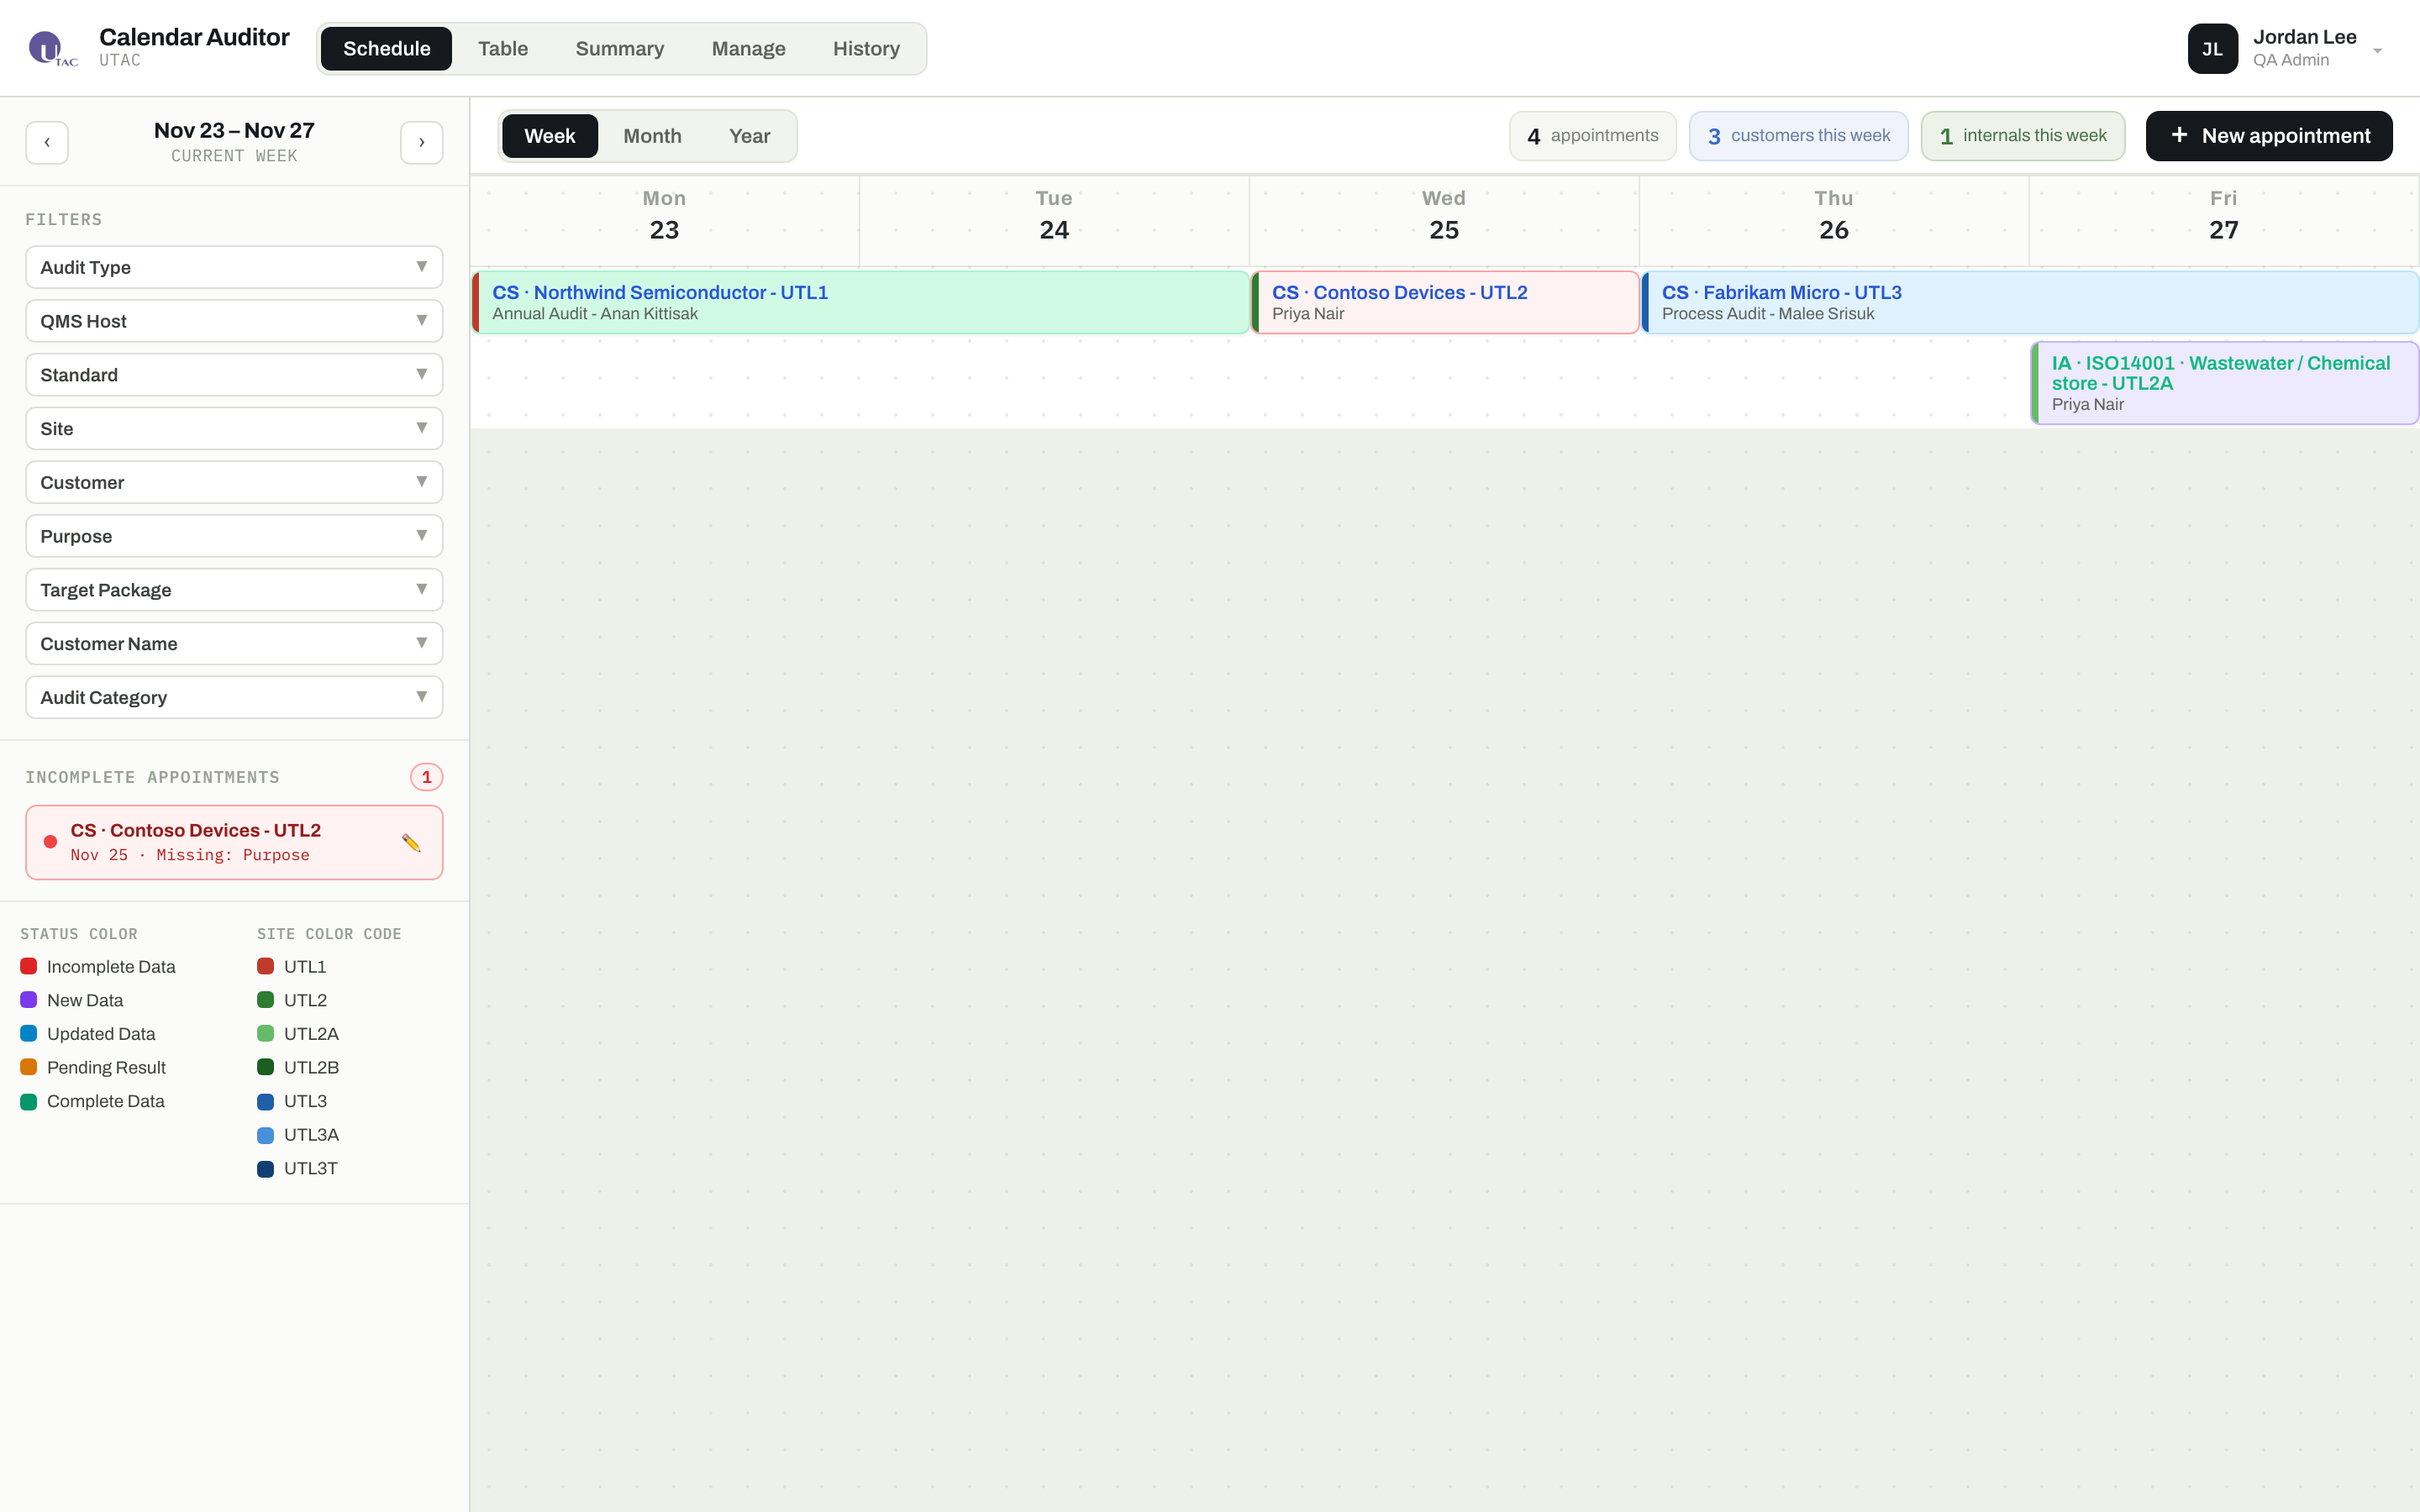 UTAC
Calendar Auditor
UTAC
Schedule
Table
Summary
Manage
History
JL
Jordan Lee
QA Admin
‹
Nov 23 – Nov 27
CURRENT WEEK
›
Week
Month
Year
4 appointments
3 customers this week
1 internals this week
+ New appointment
FILTERS
Audit Type
QMS Host
Standard
Site
Customer
Purpose
Target Package
Customer Name
Audit Category
INCOMPLETE APPOINTMENTS
1
CS · Contoso Devices - UTL2
Nov 25 · Missing: Purpose
STATUS COLOR
Incomplete Data
New Data
Updated Data
Pending Result
Complete Data
SITE COLOR CODE
UTL1
UTL2
UTL2A
UTL2B
UTL3
UTL3A
UTL3T
Mon
23
Tue
24
Wed
25
Thu
26
Fri
27
CS · Northwind Semiconductor - UTL1
Annual Audit - Anan Kittisak
CS · Contoso Devices - UTL2
Priya Nair
CS · Fabrikam Micro - UTL3
Process Audit - Malee Srisuk
IA · ISO14001 · Wastewater / Chemical
store - UTL2A
Priya Nair